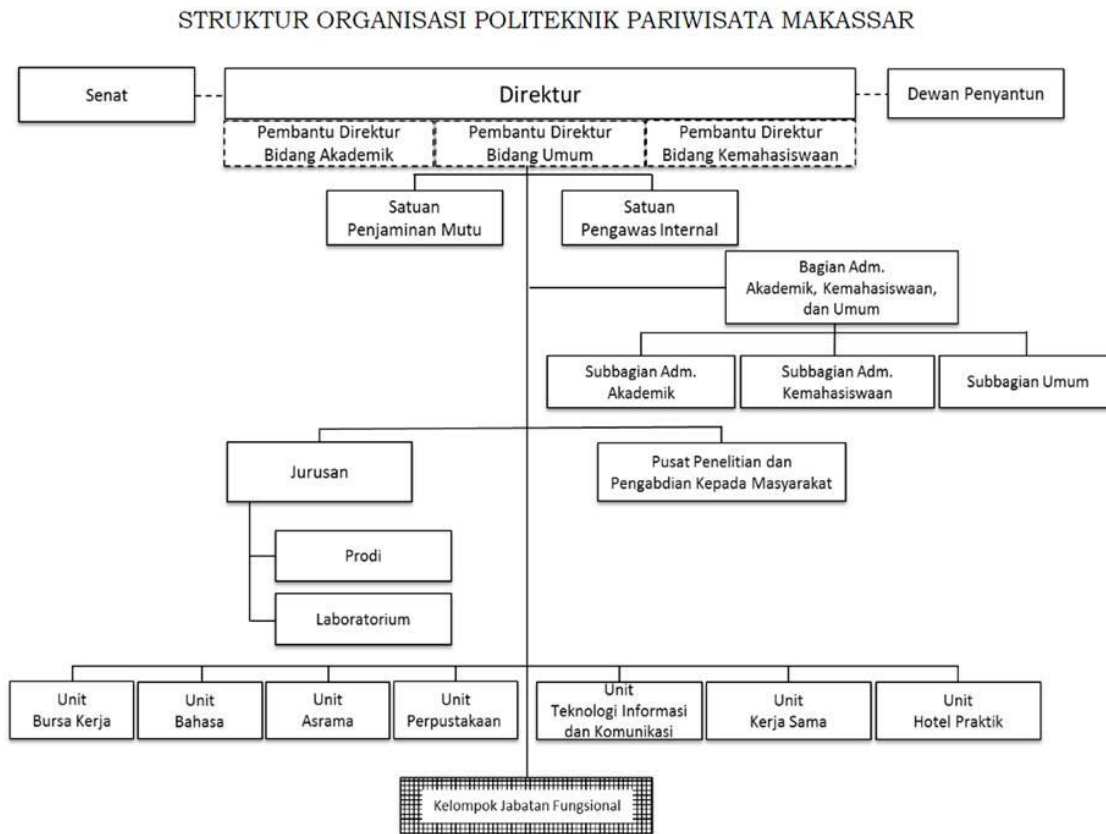 STRUKTUR ORGANISASI POLITEKNIK PARIWISATA MAKASSAR
Senat
Direktur
Dewan Penyantun
Pembantu Direktur
Bidang Akademik
Pembantu Direktur
Bidang Umum
Pembantu Direktur
Bidang Kemahasiswaan
Satuan
Penjaminan Mutu
Satuan
Pengawas Internal
Bagian Adm.
Akademik, Kemahasiswaan,
dan Umum
Subbagian Adm.
Akademik
Subbagian Adm.
Kemahasiswaan
Subbagian Umum
Jurusan
Pusat Penelitian dan
Pengabdian Kepada Masyarakat
Prodi
Laboratorium
Unit
Bursa Kerja
Unit
Bahasa
Unit
Asrama
Unit
Perpustakaan
Unit
Teknologi Informasi
dan Komunikasi
Unit
Kerja Sama
Unit
Hotel Praktik
Kelompok Jabatan Fungsional